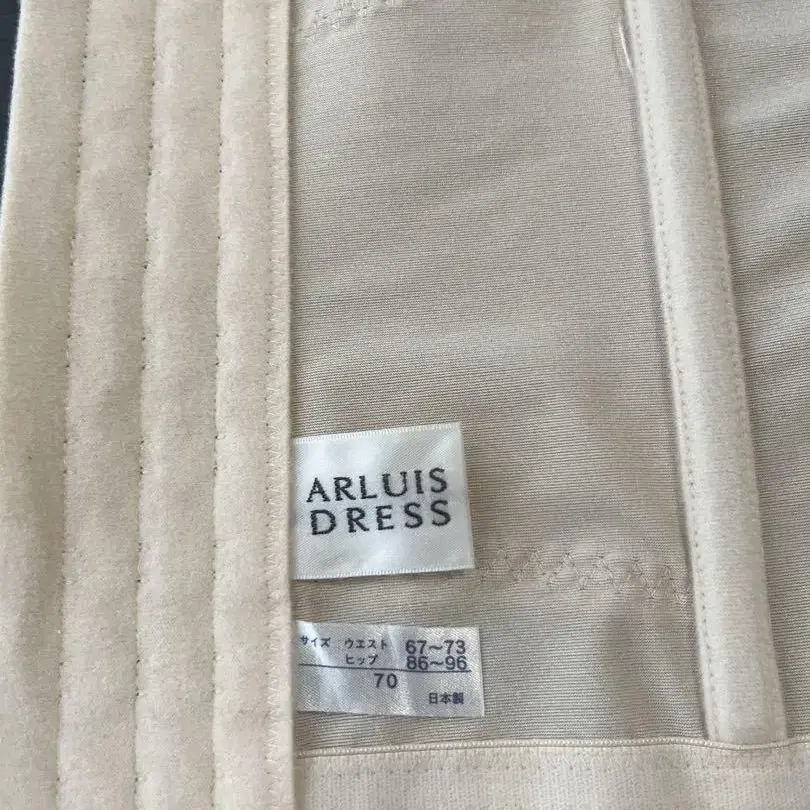 ARLUIS
DRESS
サイズ ウエスト 67~73
ヒップ 86~96
70
日本製